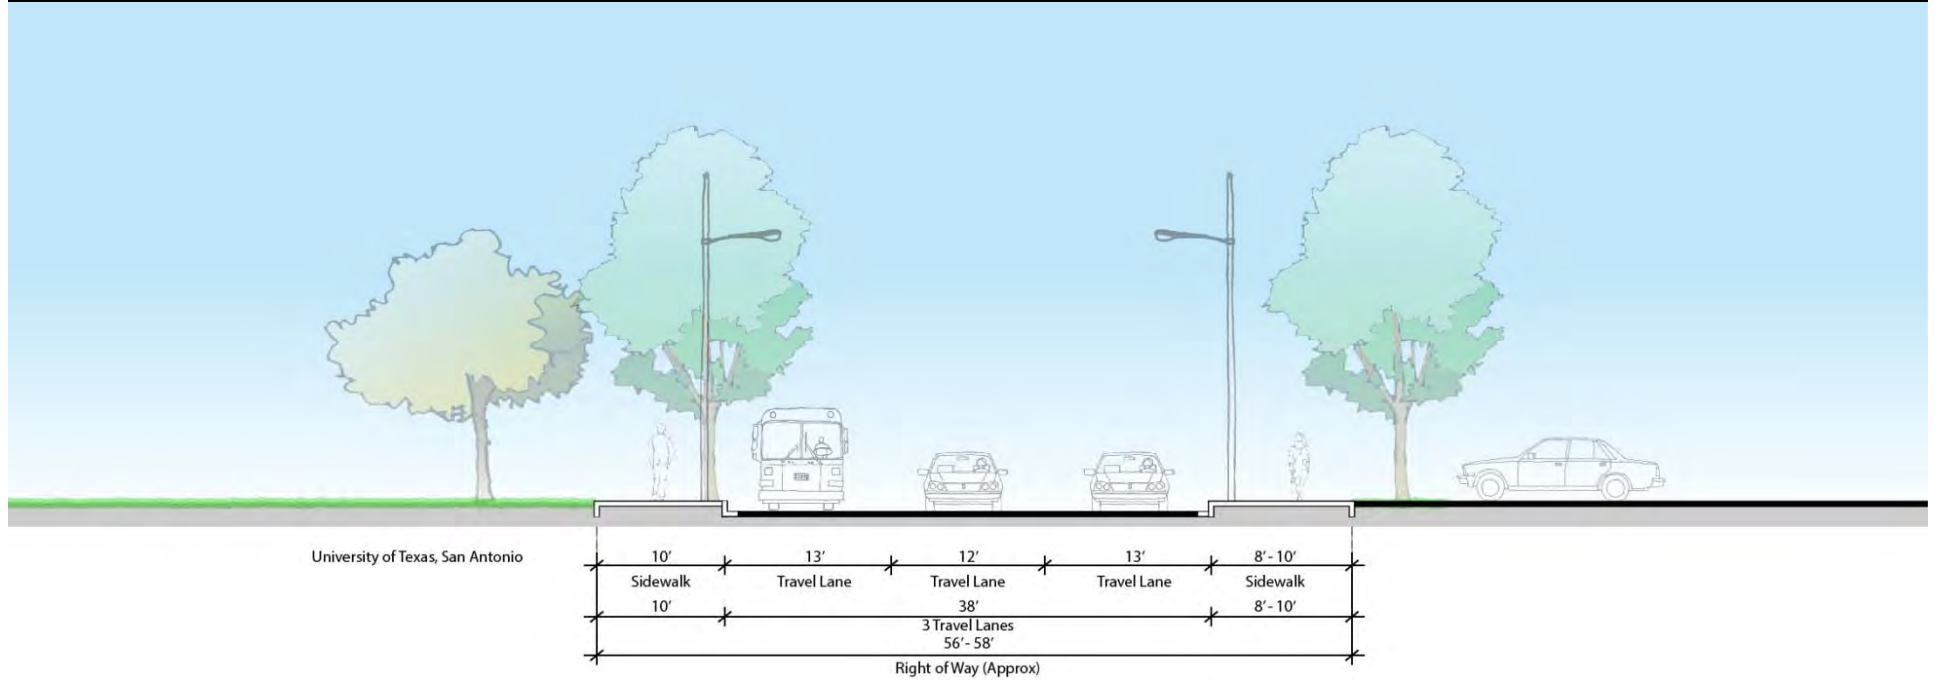 University of Texas, San Antonio
10’ 13’ 12’ 13’ 8’- 10’
Sidewalk Travel Lane Travel Lane Travel Lane Sidewalk
10’ 38’ 8’- 10’
3 Travel Lanes
56’- 58’
Right of Way (Approx)